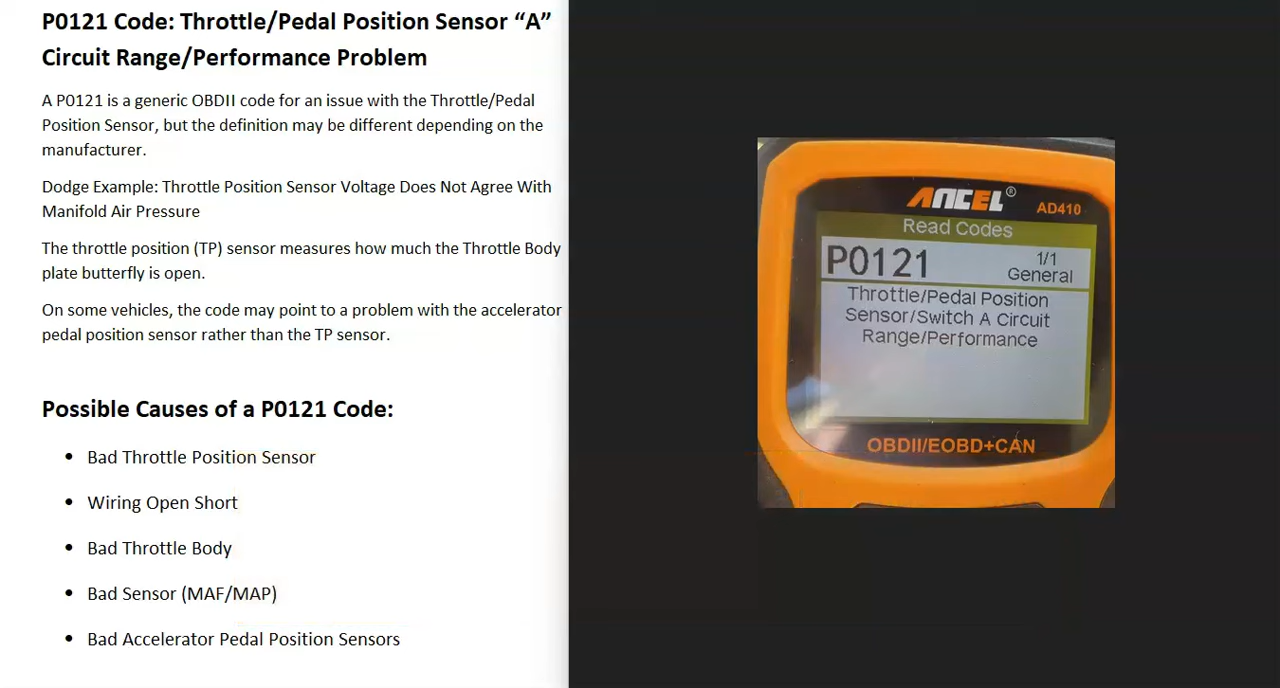 P0121 Code: Throttle/Pedal Position Sensor “A”
Circuit Range/Performance Problem
A P0121 is a generic OBDII code for an issue with the Throttle/Pedal
Position Sensor, but the definition may be different depending on the
manufacturer.
Dodge Example: Throttle Position Sensor Voltage Does Not Agree With
Manifold Air Pressure
The throttle position (TP) sensor measures how much the Throttle Body
plate butterfly is open.
On some vehicles, the code may point to a problem with the accelerator
pedal position sensor rather than the TP sensor.
Possible Causes of a P0121 Code:
• Bad Throttle Position Sensor
• Wiring Open Short
• Bad Throttle Body
• Bad Sensor (MAF/MAP)
• Bad Accelerator Pedal Position Sensors
ANCEL®
AD410
Read Codes
P0121
1/1
General
Throttle/Pedal Position
Sensor/Switch A Circuit
Range/Performance
OBDII/EOBD+CAN